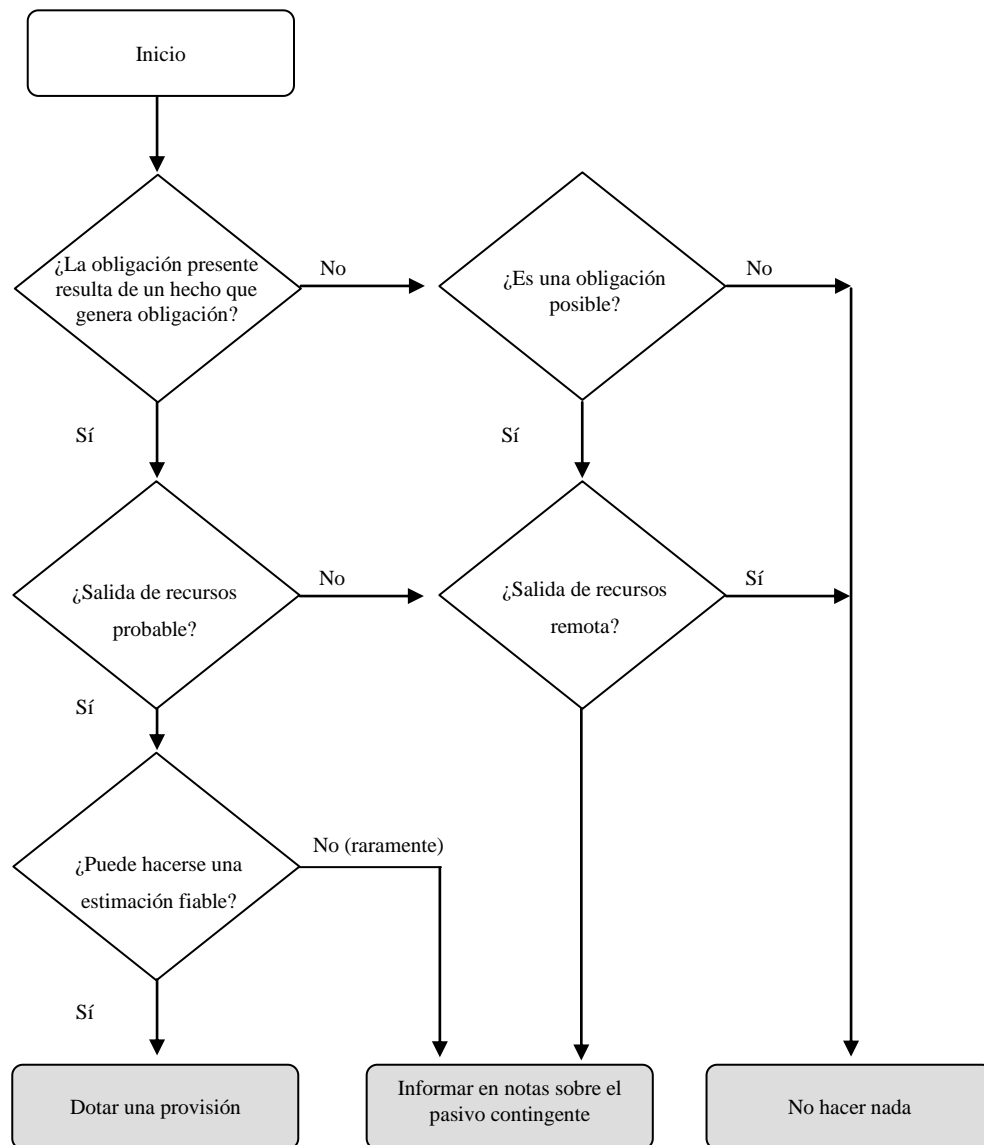 Inicio
¿La obligación presente
resulta de un hecho que
genera obligación?
No
¿Es una obligación
posible?
No
Sí
Sí
¿Salida de recursos
probable?
No
¿Salida de recursos
remota?
Sí
Sí
¿Puede hacerse una
estimación fiable?
No (raramente)
Sí
Dotar una provisión
Informar en notas sobre el
pasivo contingente
No hacer nada